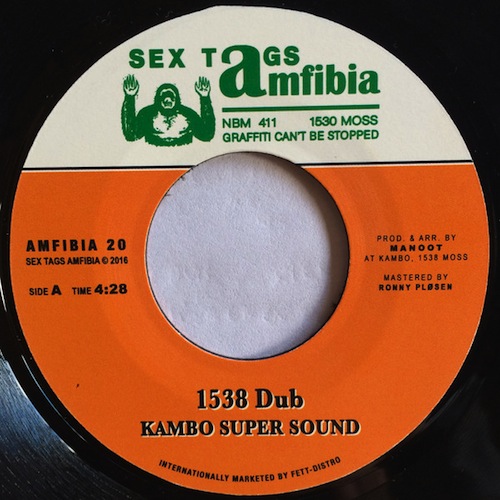 SEX TAGS
amfibia
NBM 411 1530 MOSS
GRAFFITI CAN'T BE STOPPED
AMFIBIA 20
SEX TAGS AMFIBIA © 2016
SIDE A TIME 4:28
PROD. & ARR. BY
MANOOT
AT KAMBO, 1538 MOSS
MASTERED BY
RONNY PLØSEN
1538 Dub
KAMBO SUPER SOUND
INTERNATIONALLY MARKETED BY FETT-DISTRO